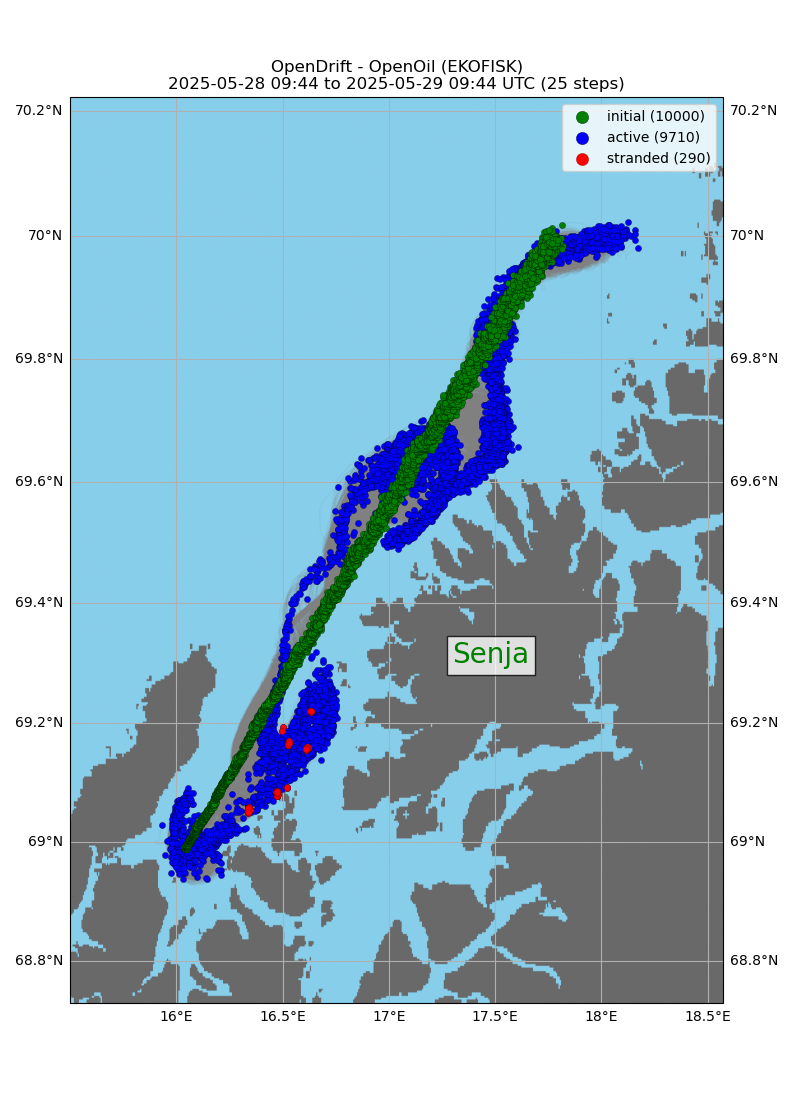 OpenDrift - OpenOil (EKOFISK)
2025-05-28 09:44 to 2025-05-29 09:44 UTC (25 steps)
initial (10000)
active (9710)
stranded (290)
70.2°N 70.2°N
70°N 70°N
69.8°N 69.8°N
69.6°N 69.6°N
69.4°N 69.4°N
Senja
69.2°N 69.2°N
69°N 69°N
68.8°N 68.8°N
16°E 16.5°E 17°E 17.5°E 18°E 18.5°E